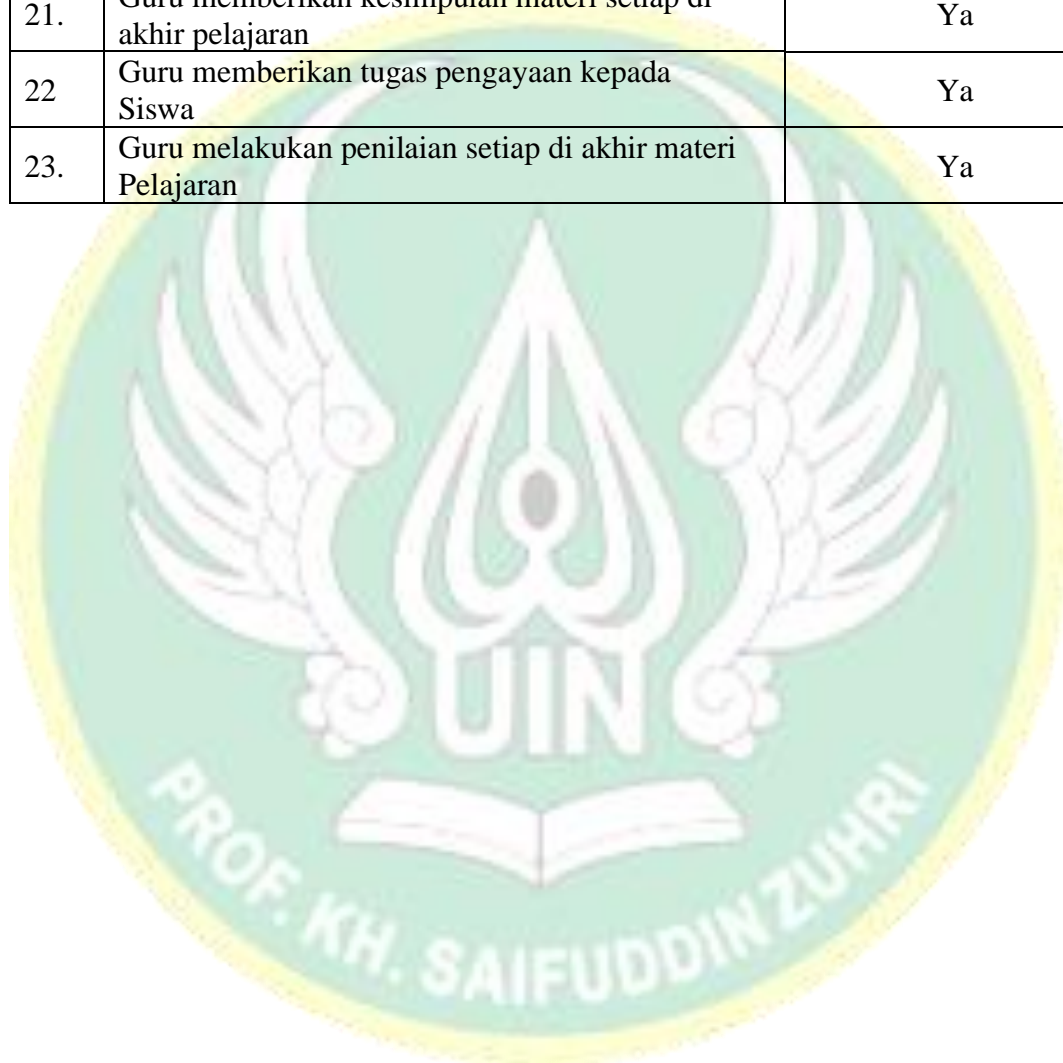 21. Guru memberikan kesimpulan materi setiap di
akhir pelajaran
Ya
22 Guru memberikan tugas pengayaan kepada
Siswa
Ya
23. Guru melakukan penilaian setiap di akhir materi
Pelajaran
Ya
UIN
PROF. KH. SAIFUDDIN ZUHRI